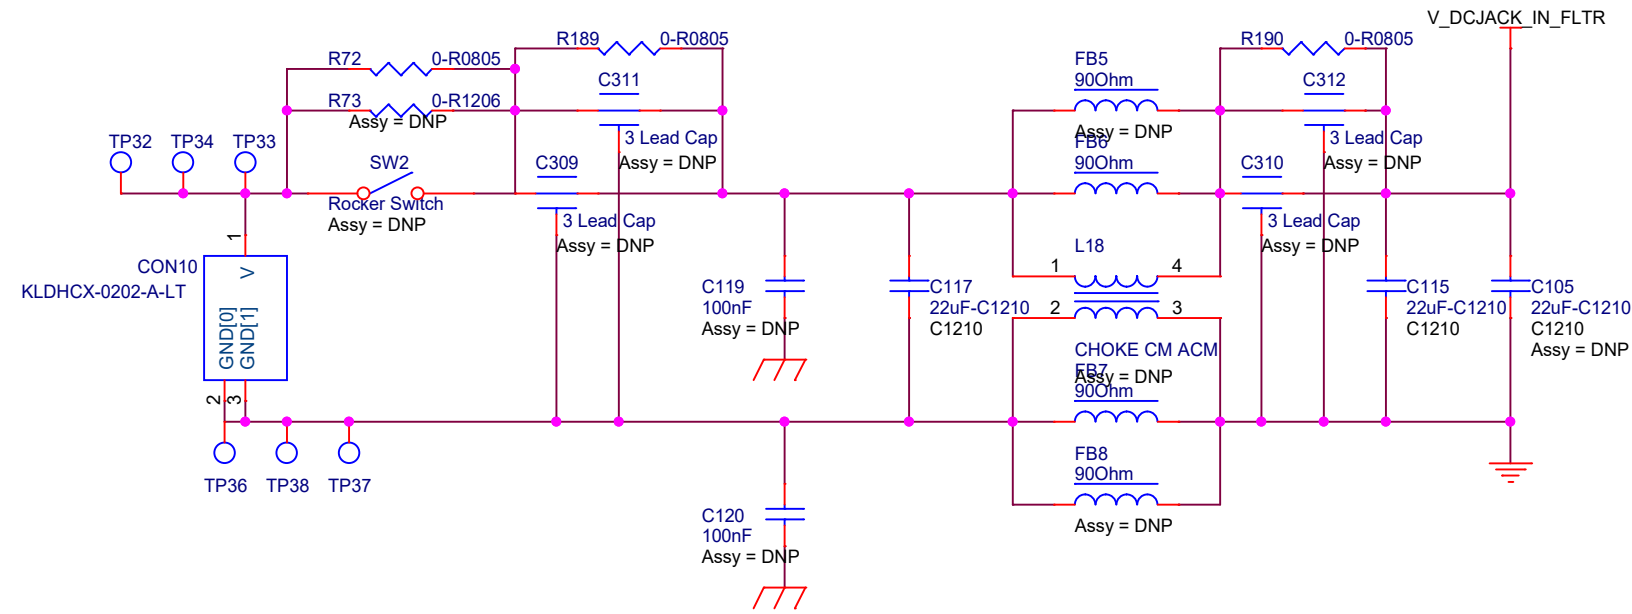 V_DCJACK_IN_FLTR
R189 0-R0805
R190 0-R0805
R72 0-R0805
C311
FB5
90Ohm
C312
R73 0-R1206
Assy = DNP
3 Lead Cap
Assy = DNP
Assy = DNP
3 Lead Cap
Assy = DNP
TP32
TP34
TP33
SW2
C309
FB6
90Ohm
C310
Rocker Switch
Assy = DNP
3 Lead Cap
Assy = DNP
3 Lead Cap
Assy = DNP
1
CON10
KLDHCX-0202-A-LT
V
GND[0]
GND[1]
2
3
L18
1
4
2
3
CHOKE CM ACM
Assy = DNP
C119
100nF
Assy = DNP
C117
22uF-C1210
C1210
C115
22uF-C1210
C1210
C105
22uF-C1210
C1210
Assy = DNP
FB7
90Ohm
TP36
TP38
TP37
FB8
90Ohm
Assy = DNP
C120
100nF
Assy = DNP